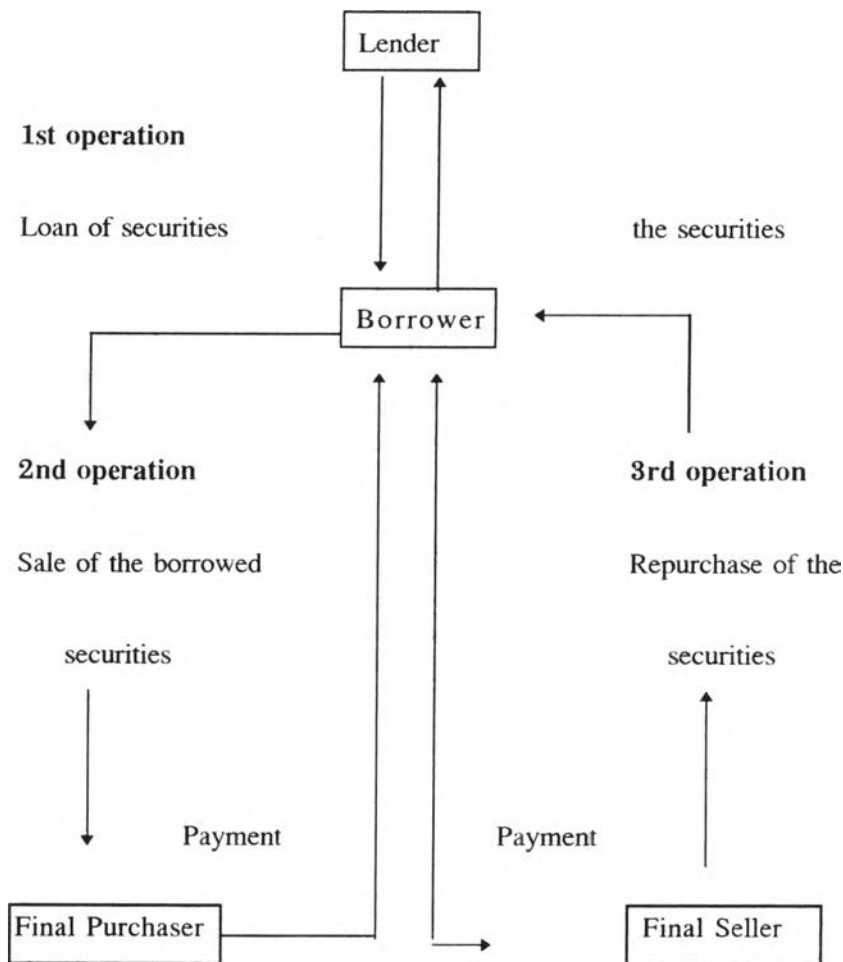 Lender
1st operation
Loan of securities
the securities
Borrower
2nd operation
3rd operation
Sale of the borrowed
Repurchase of the
securities
securities
Payment
Payment
Final Purchaser
Final Seller